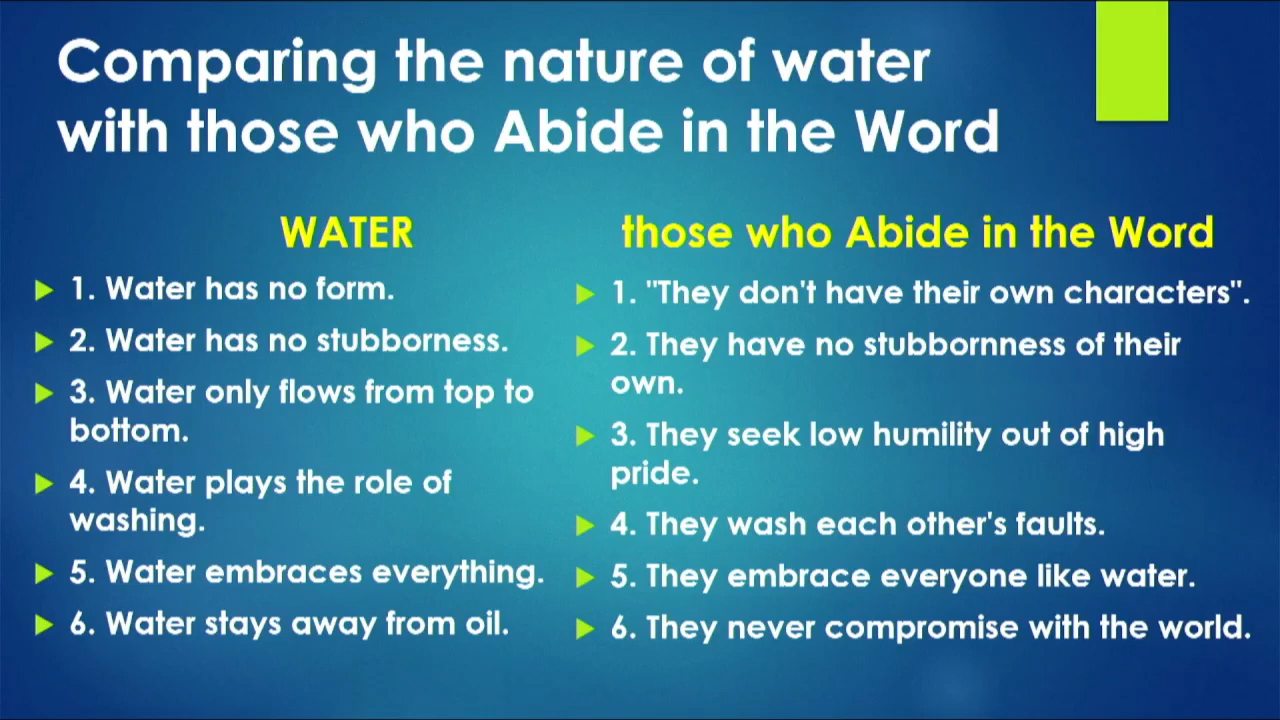 Comparing the nature of water
with those who Abide in the Word
WATER
1. Water has no form.
2. Water has no stubborness.
3. Water only flows from top to
bottom.
4. Water plays the role of
washing.
5. Water embraces everything.
6. Water stays away from oil.
those who Abide in the Word
1. "They don't have their own characters".
2. They have no stubbornness of their
own.
3. They seek low humility out of high
pride.
4. They wash each other's faults.
5. They embrace everyone like water.
6. They never compromise with the world.